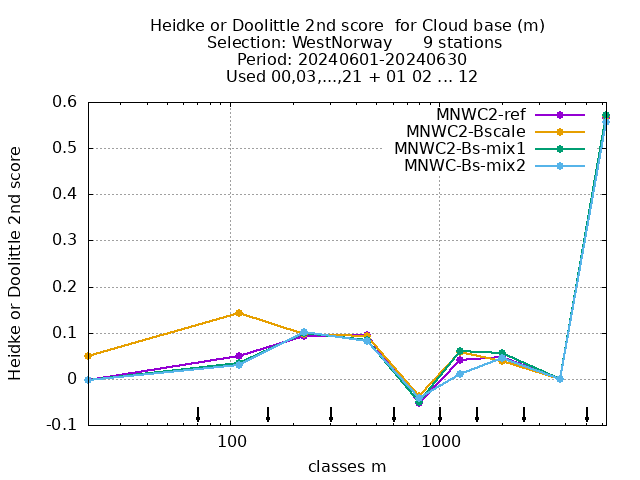 Heidke or Doolittle 2nd score  for Cloud base (m)
Selection: WestNorway      9 stations
Period: 20240601-20240630
Used 00,03,...,21 + 01 02 ... 12
Heidke or Doolittle 2nd score
0.6
0.5
0.4
0.3
0.2
0.1
0
-0.1
MNWC2-ref
MNWC2-Bscale
MNWC2-Bs-mix1
MNWC-Bs-mix2
100
1000
classes m